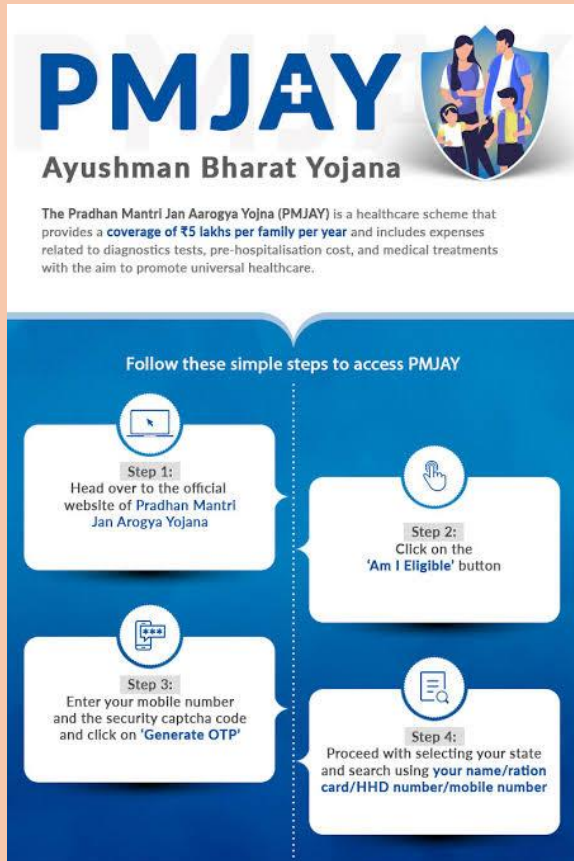 PMJAY
Ayushman Bharat Yojana
The Pradhan Mantri Jan Aarogya Yojna (PMJAY) is a healthcare scheme that
provides a coverage of ₹5 lakhs per family per year and includes expenses
related to diagnostics tests, pre-hospitalisation cost, and medical treatments
with the aim to promote universal healthcare.
Follow these simple steps to access PMJAY
Step 1:
Head over to the official
website of Pradhan Mantri
Jan Arogya Yojana
Step 2:
Click on the
'Am I Eligible' button
***
Step 3:
Enter your mobile number
and the security captcha code
and click on 'Generate OTP'
Step 4:
Proceed with selecting your state
and search using your name/ration
card/HHD number/mobile number